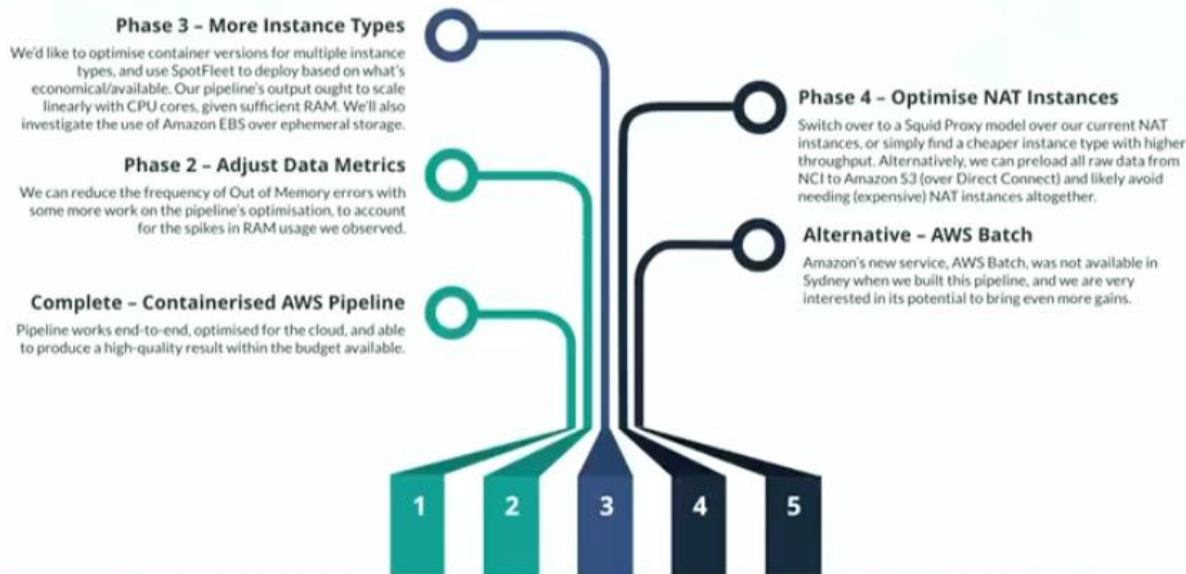 Phase 3 – More Instance Types
We'd like to optimise container versions for multiple instance
types, and use SpotFleet to deploy based on what's
economical/available. Our pipeline's output ought to scale
linearly with CPU cores, given sufficient RAM. We'll also
investigate the use of Amazon EBS over ephemeral storage.
Phase 2 – Adjust Data Metrics
We can reduce the frequency of Out of Memory errors with
some more work on the pipeline's optimisation, to account
for the spikes in RAM usage we observed.
Complete – Containerised AWS Pipeline
Pipeline works end-to-end, optimised for the cloud, and able
to produce a high-quality result within the budget available.
Phase 4 – Optimise NAT Instances
Switch over to a Squid Proxy model over our current NAT
instances, or simply find a cheaper instance type with higher
throughput. Alternatively, we can preload all raw data from
NCI to Amazon S3 (over Direct Connect) and likely avoid
needing (expensive) NAT instances altogether.
Alternative – AWS Batch
Amazon's new service, AWS Batch, was not available in
Sydney when we built this pipeline, and we are very
interested in its potential to bring even more gains.
1 2 3 4 5